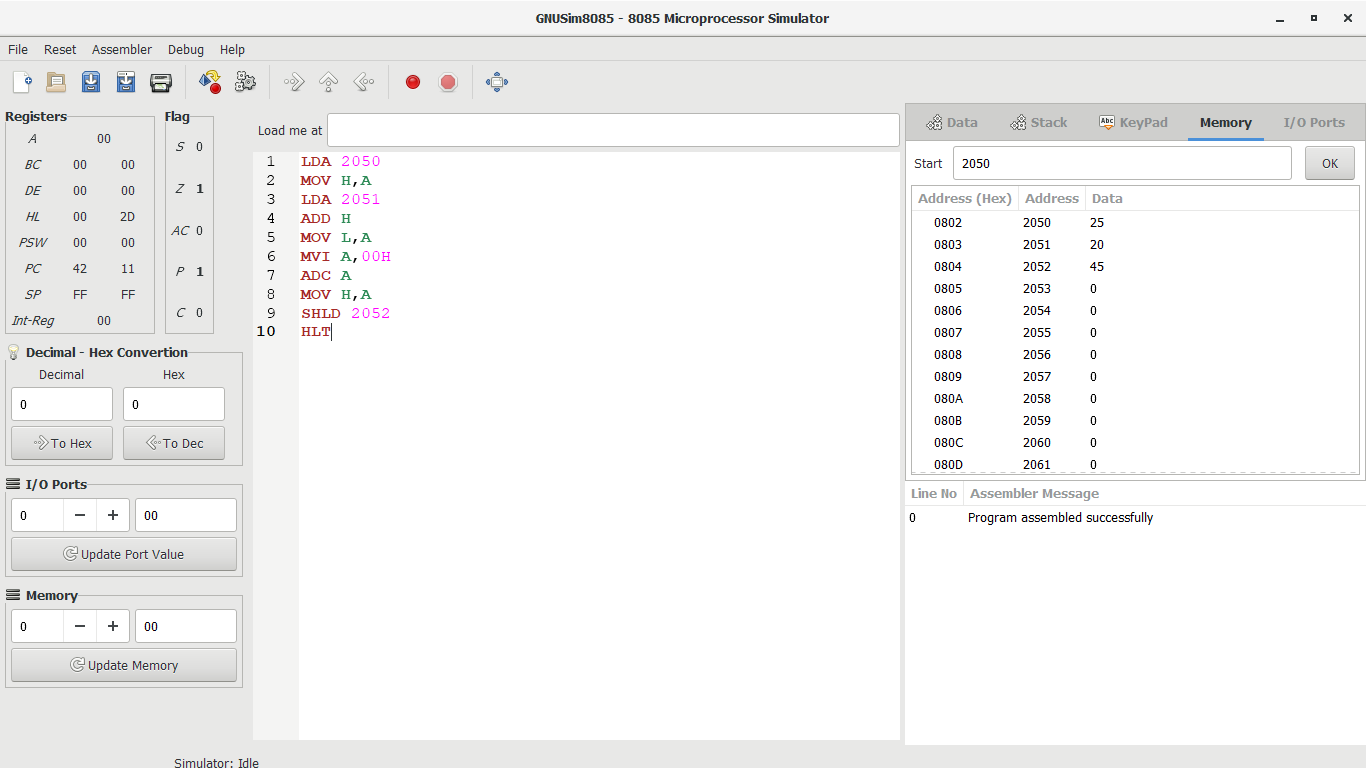 GNUSim8085 - 8085 Microprocessor Simulator
File Reset Assembler Debug Help
Registers
A 00
BC 00 00
DE 00 00
HL 00 2D
PSW 00 00
PC 42 11
SP FF FF
Int-Reg 00
Flag
S 0
Z 1
AC 0
P 1
C 0
Decimal - Hex Convertion
Decimal Hex
0 0
To Hex To Dec
I/O Ports
0 − + 00
Update Port Value
Memory
0 − + 00
Update Memory
Load me at
1 LDA 2050
2 MOV H,A
3 LDA 2051
4 ADD H
5 MOV L,A
6 MVI A,00H
7 ADC A
8 MOV H,A
9 SHLD 2052
10 HLT
Data Stack Abc KeyPad Memory I/O Ports
Start 2050 OK
Address (Hex) Address Data
0802 2050 25
0803 2051 20
0804 2052 45
0805 2053 0
0806 2054 0
0807 2055 0
0808 2056 0
0809 2057 0
080A 2058 0
080B 2059 0
080C 2060 0
080D 2061 0
Line No Assembler Message
0 Program assembled successfully
Simulator: Idle